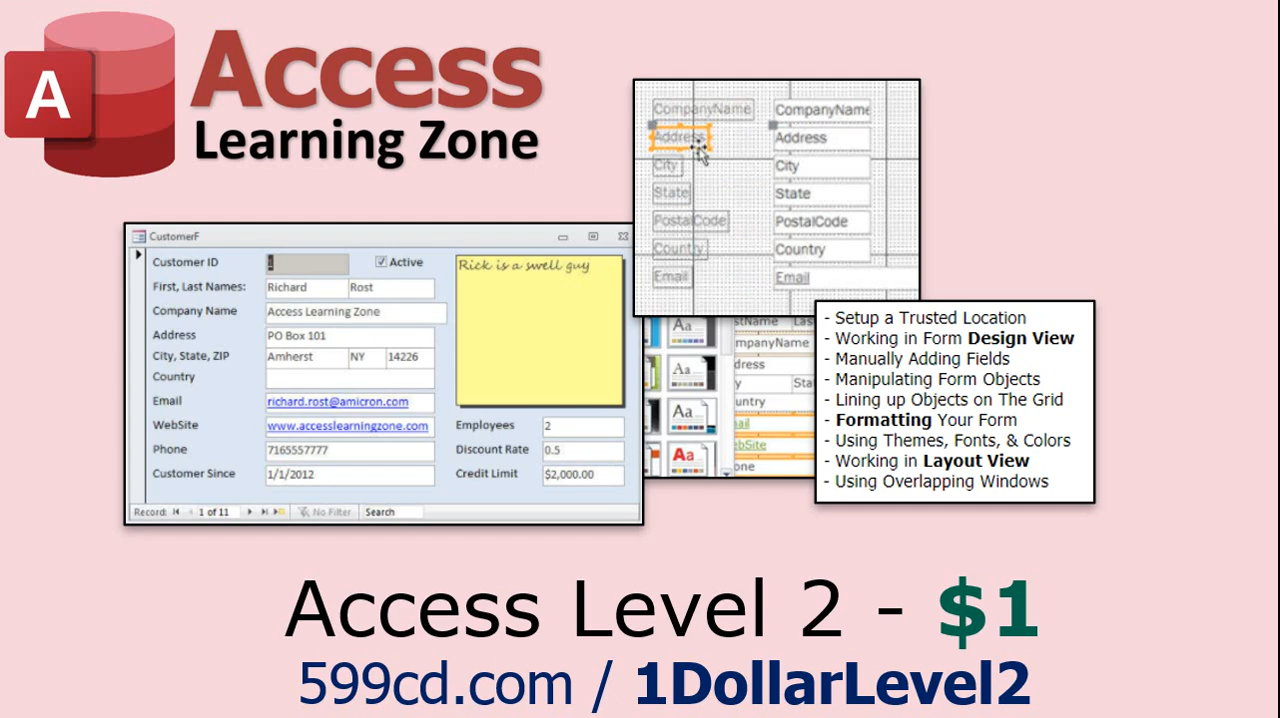 A
Access
Learning Zone
CompanyName CompanyName
Address Address
City City
State State
PostalCode PostalCode
Country Country
Email Email
CustomerF
Customer ID Active
First, Last Names: Richard Rost
Company Name Access Learning Zone
Address PO Box 101
City, State, ZIP Amherst NY 14226
Country
Email richard.rost@amicron.com
WebSite www.accesslearningzone.com
Phone 7165557777
Customer Since 1/1/2012
Rick is a swell guy
Employees 2
Discount Rate 0.5
Credit Limit $2,000.00
Record: 1 of 11 No Filter Search
Aa
Aa
Aa
Aa
- Setup a Trusted Location
- Working in Form Design View
- Manually Adding Fields
- Manipulating Form Objects
- Lining up Objects on The Grid
- Formatting Your Form
- Using Themes, Fonts, & Colors
- Working in Layout View
- Using Overlapping Windows
Access Level 2 - $1
599cd.com / 1DollarLevel2